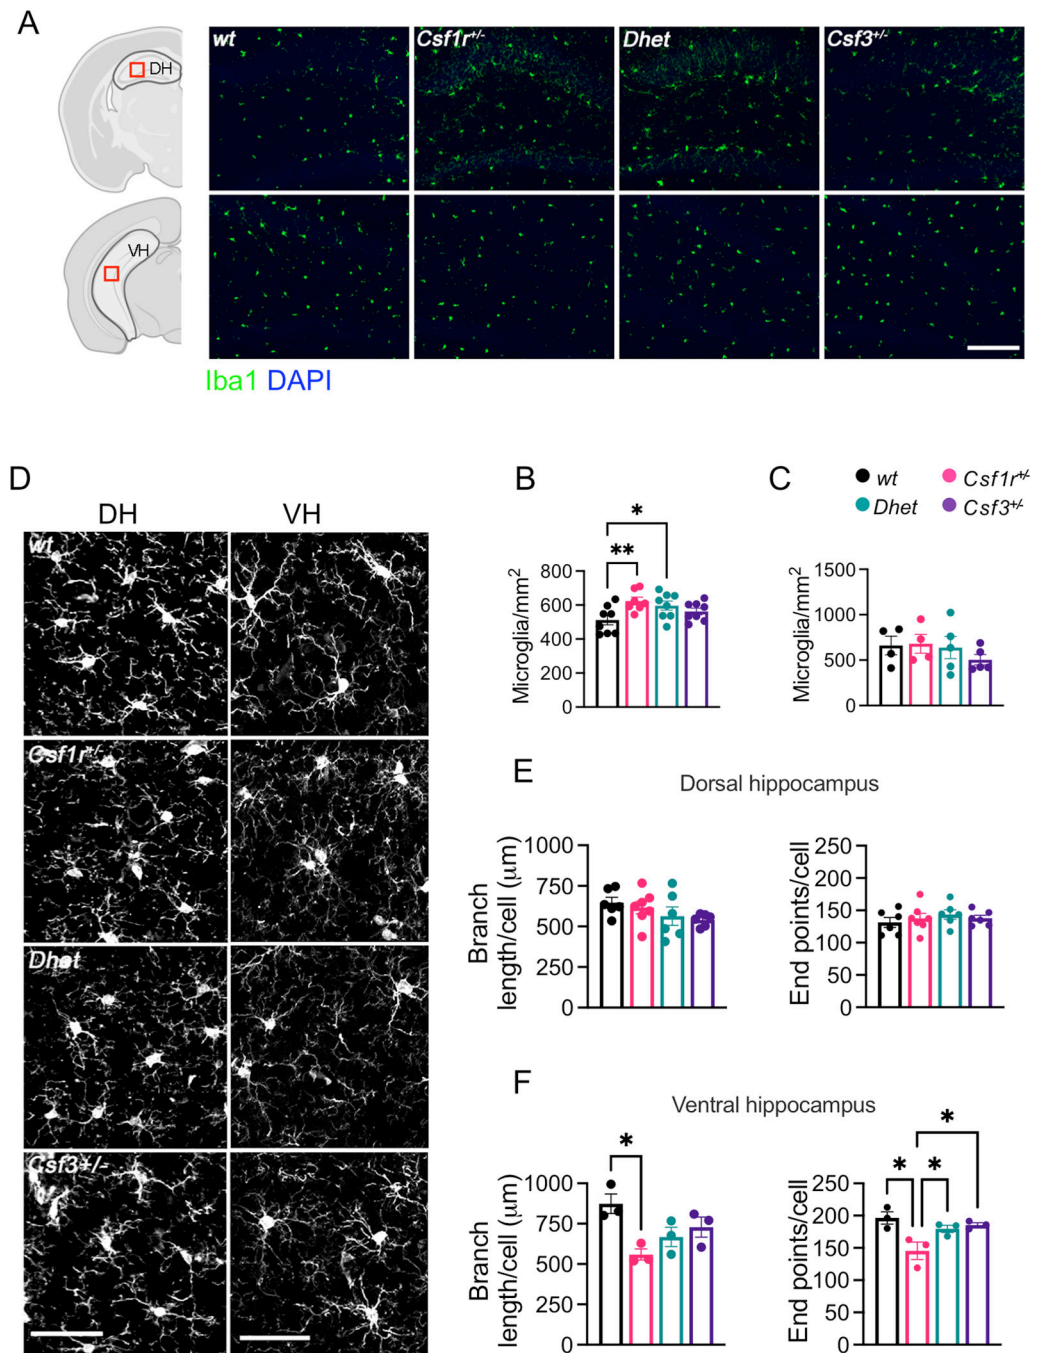 A
DH
VH
wt
Csf1r+/-
Dhet
Csf3+/-
Iba1 DAPI
D
DH VH
wt
Csf1r+/-
Dhet
Csf3+/-
B
*
**
Microglia/mm2
800
600
400
200
0
C
wt
Csf1r+/-
Dhet
Csf3+/-
Microglia/mm2
1500
1000
500
0
E
Dorsal hippocampus
Branch
length/cell (μm)
1000
750
500
250
0
End points/cell
250
200
150
100
50
0
F
Ventral hippocampus
*
Branch
length/cell (μm)
1000
750
500
250
0
*
* *
End points/cell
250
200
150
100
50
0